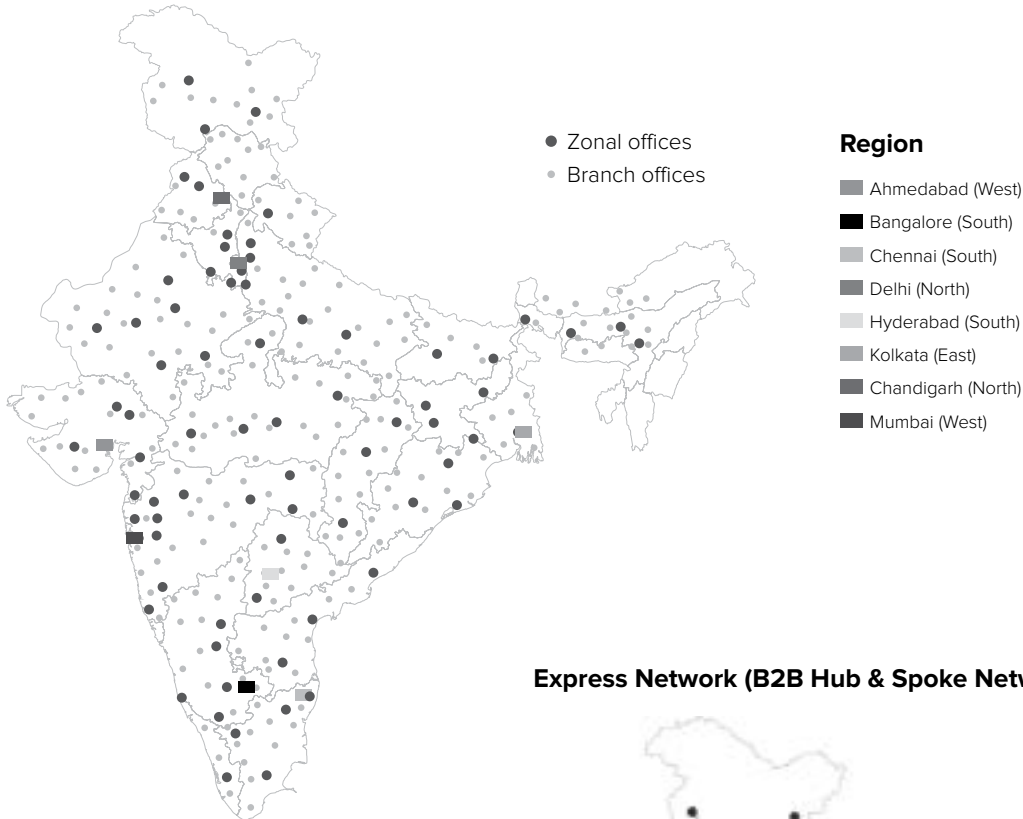 Zonal offices
Branch offices
Region
Ahmedabad (West)
Bangalore (South)
Chennai (South)
Delhi (North)
Hyderabad (South)
Kolkata (East)
Chandigarh (North)
Mumbai (West)
Express Network (B2B Hub & Spoke Netw